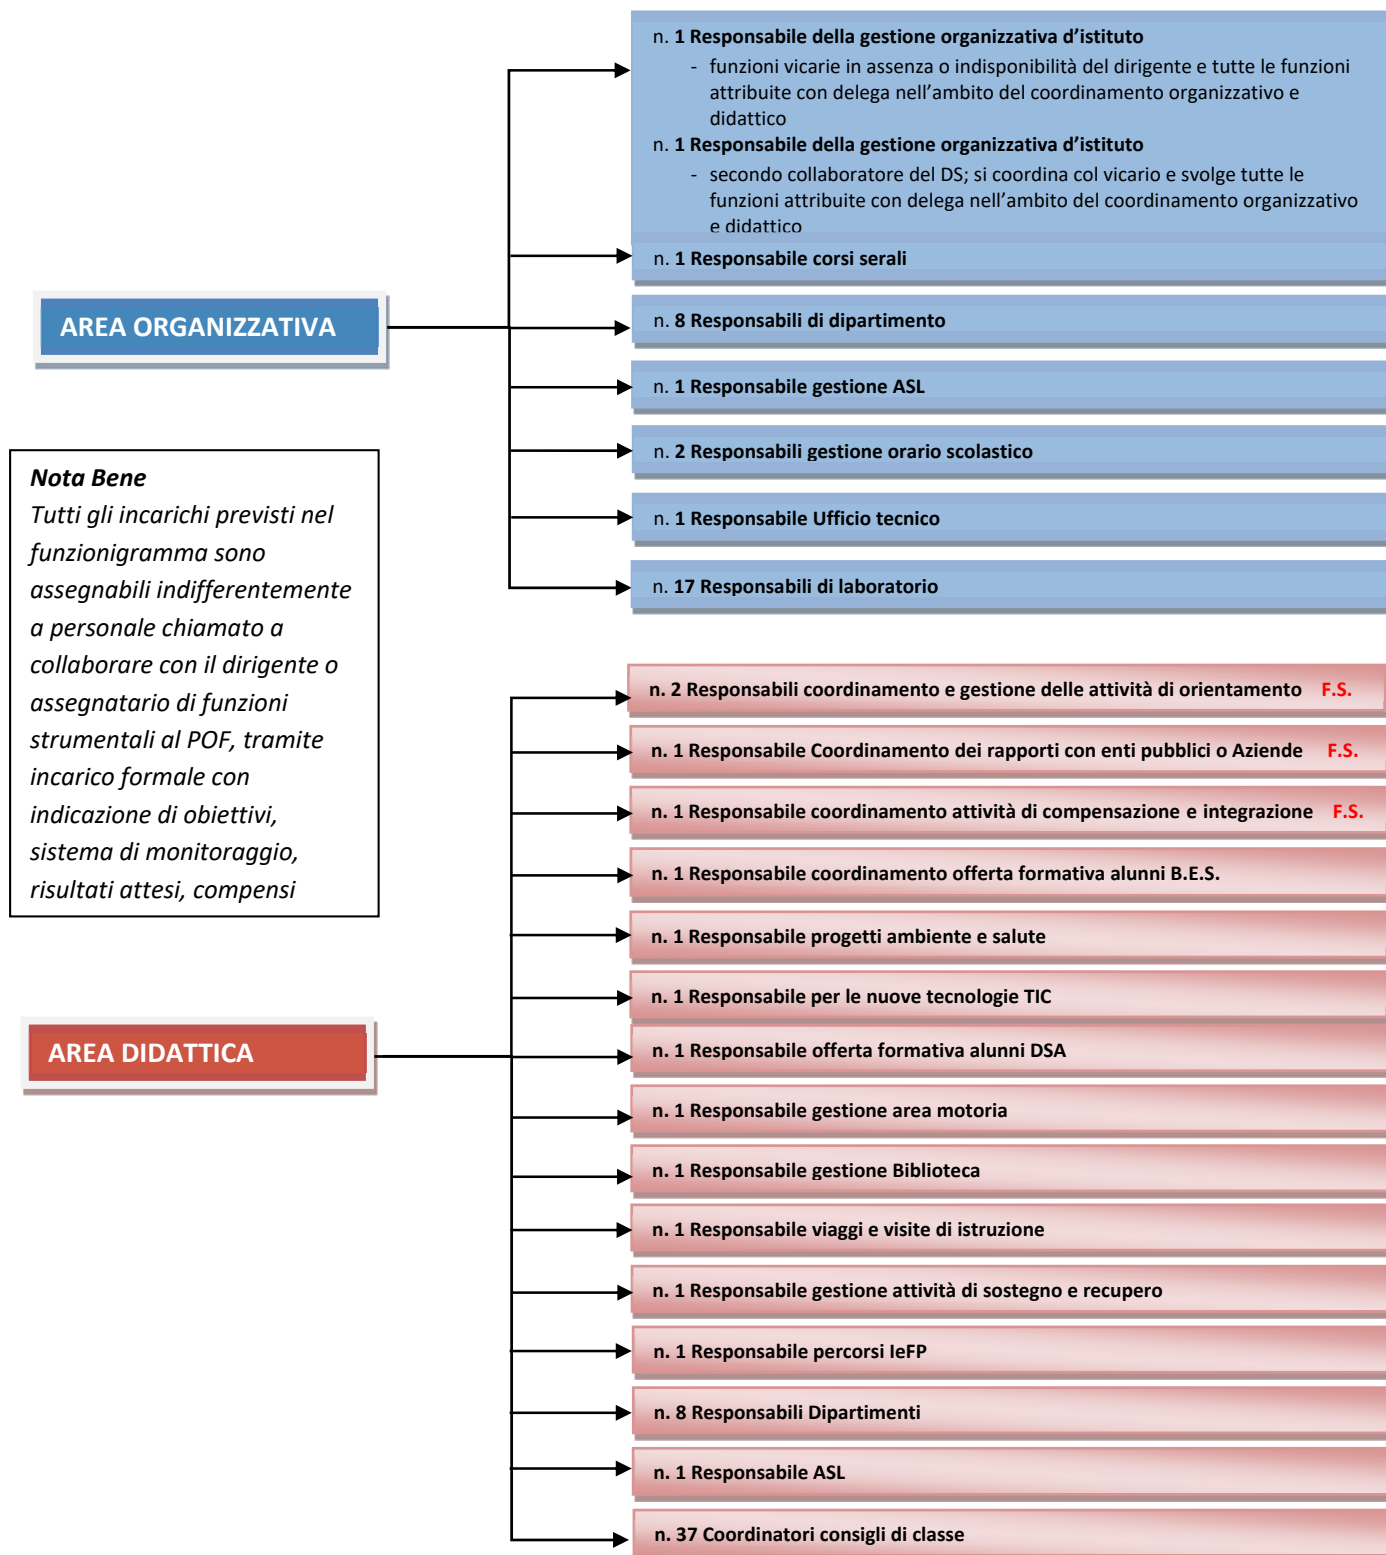 n. 1 Responsabile della gestione organizzativa d’istituto
- funzioni vicarie in assenza o indisponibilità del dirigente e tutte le funzioni
attribuite con delega nell’ambito del coordinamento organizzativo e
didattico
n. 1 Responsabile della gestione organizzativa d’istituto
- secondo collaboratore del DS; si coordina col vicario e svolge tutte le
funzioni attribuite con delega nell’ambito del coordinamento organizzativo
e didattico
n. 1 Responsabile corsi serali
AREA ORGANIZZATIVA
n. 8 Responsabili di dipartimento
n. 1 Responsabile gestione ASL
n. 2 Responsabili gestione orario scolastico
n. 1 Responsabile Ufficio tecnico
n. 17 Responsabili di laboratorio
Nota Bene
Tutti gli incarichi previsti nel
funzionigramma sono
assegnabili indifferentemente
a personale chiamato a
collaborare con il dirigente o
assegnatario di funzioni
strumentali al POF, tramite
incarico formale con
indicazione di obiettivi,
sistema di monitoraggio,
risultati attesi, compensi
n. 2 Responsabili coordinamento e gestione delle attività di orientamento F.S.
n. 1 Responsabile Coordinamento dei rapporti con enti pubblici o Aziende F.S.
n. 1 Responsabile coordinamento attività di compensazione e integrazione F.S.
n. 1 Responsabile coordinamento offerta formativa alunni B.E.S.
n. 1 Responsabile progetti ambiente e salute
n. 1 Responsabile per le nuove tecnologie TIC
AREA DIDATTICA
n. 1 Responsabile offerta formativa alunni DSA
n. 1 Responsabile gestione area motoria
n. 1 Responsabile gestione Biblioteca
n. 1 Responsabile viaggi e visite di istruzione
n. 1 Responsabile gestione attività di sostegno e recupero
n. 1 Responsabile percorsi IeFP
n. 8 Responsabili Dipartimenti
n. 1 Responsabile ASL
n. 37 Coordinatori consigli di classe